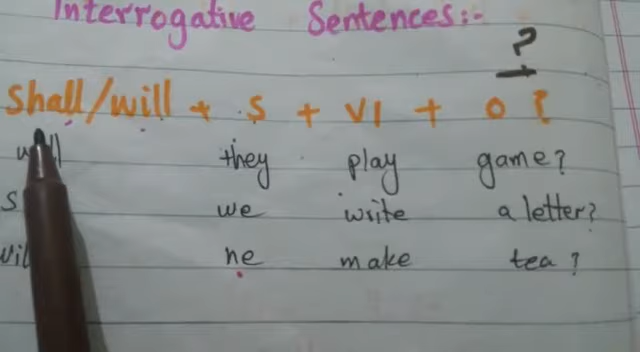 Interrogative Sentences:-
?
Shall/will + S + V1 + O ?
they play game?
we write a letter?
he make tea?